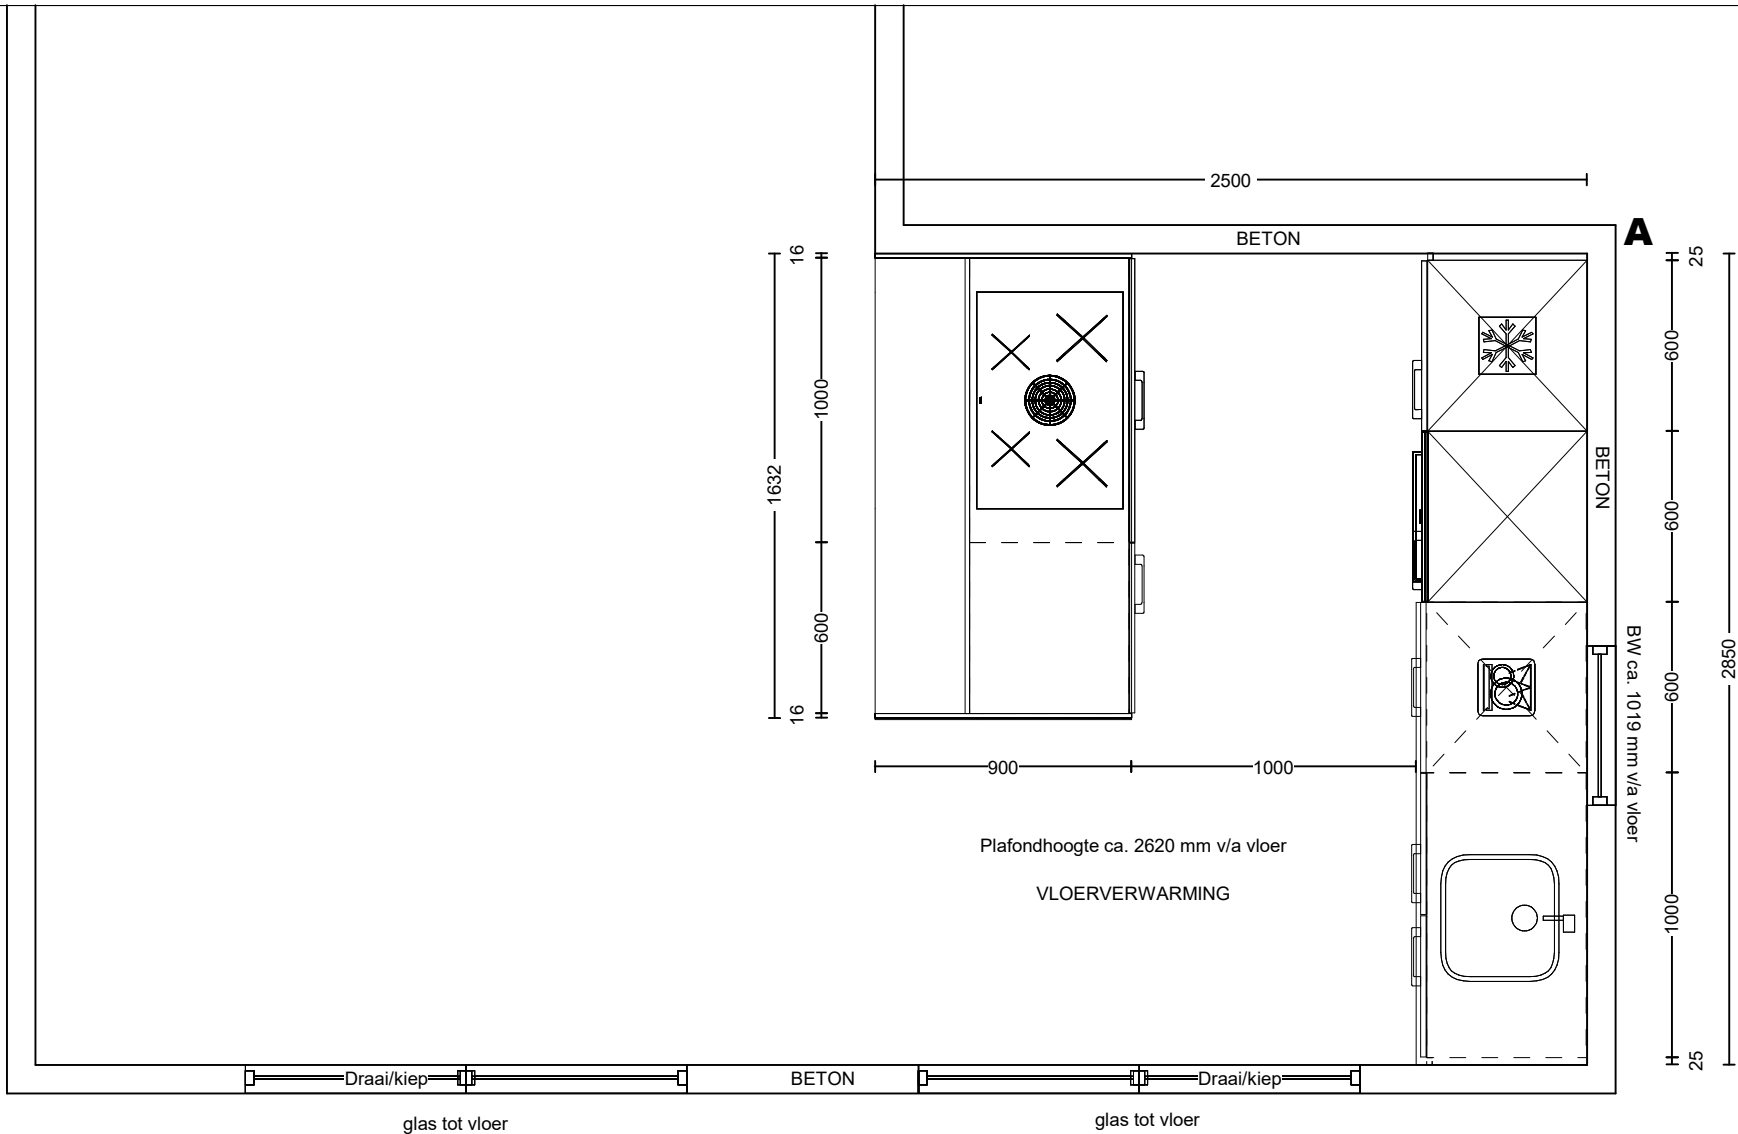 2500
BETON
A
16
25
1000
600
1632
BETON
600
600
16
BW ca. 1019 mm v/a vloer
600
2850
900
1000
Plafondhoogte ca. 2620 mm v/a vloer
VLOERVERWARMING
1000
25
Draai/kiep
BETON
Draai/kiep
glas tot vloer
glas tot vloer